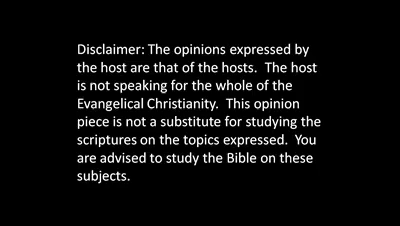 Disclaimer: The opinions expressed by
the host are that of the hosts.  The host
is not speaking for the whole of the
Evangelical Christianity.  This opinion
piece is not a substitute for studying the
scriptures on the topics expressed.  You
are advised to study the Bible on these
subjects.